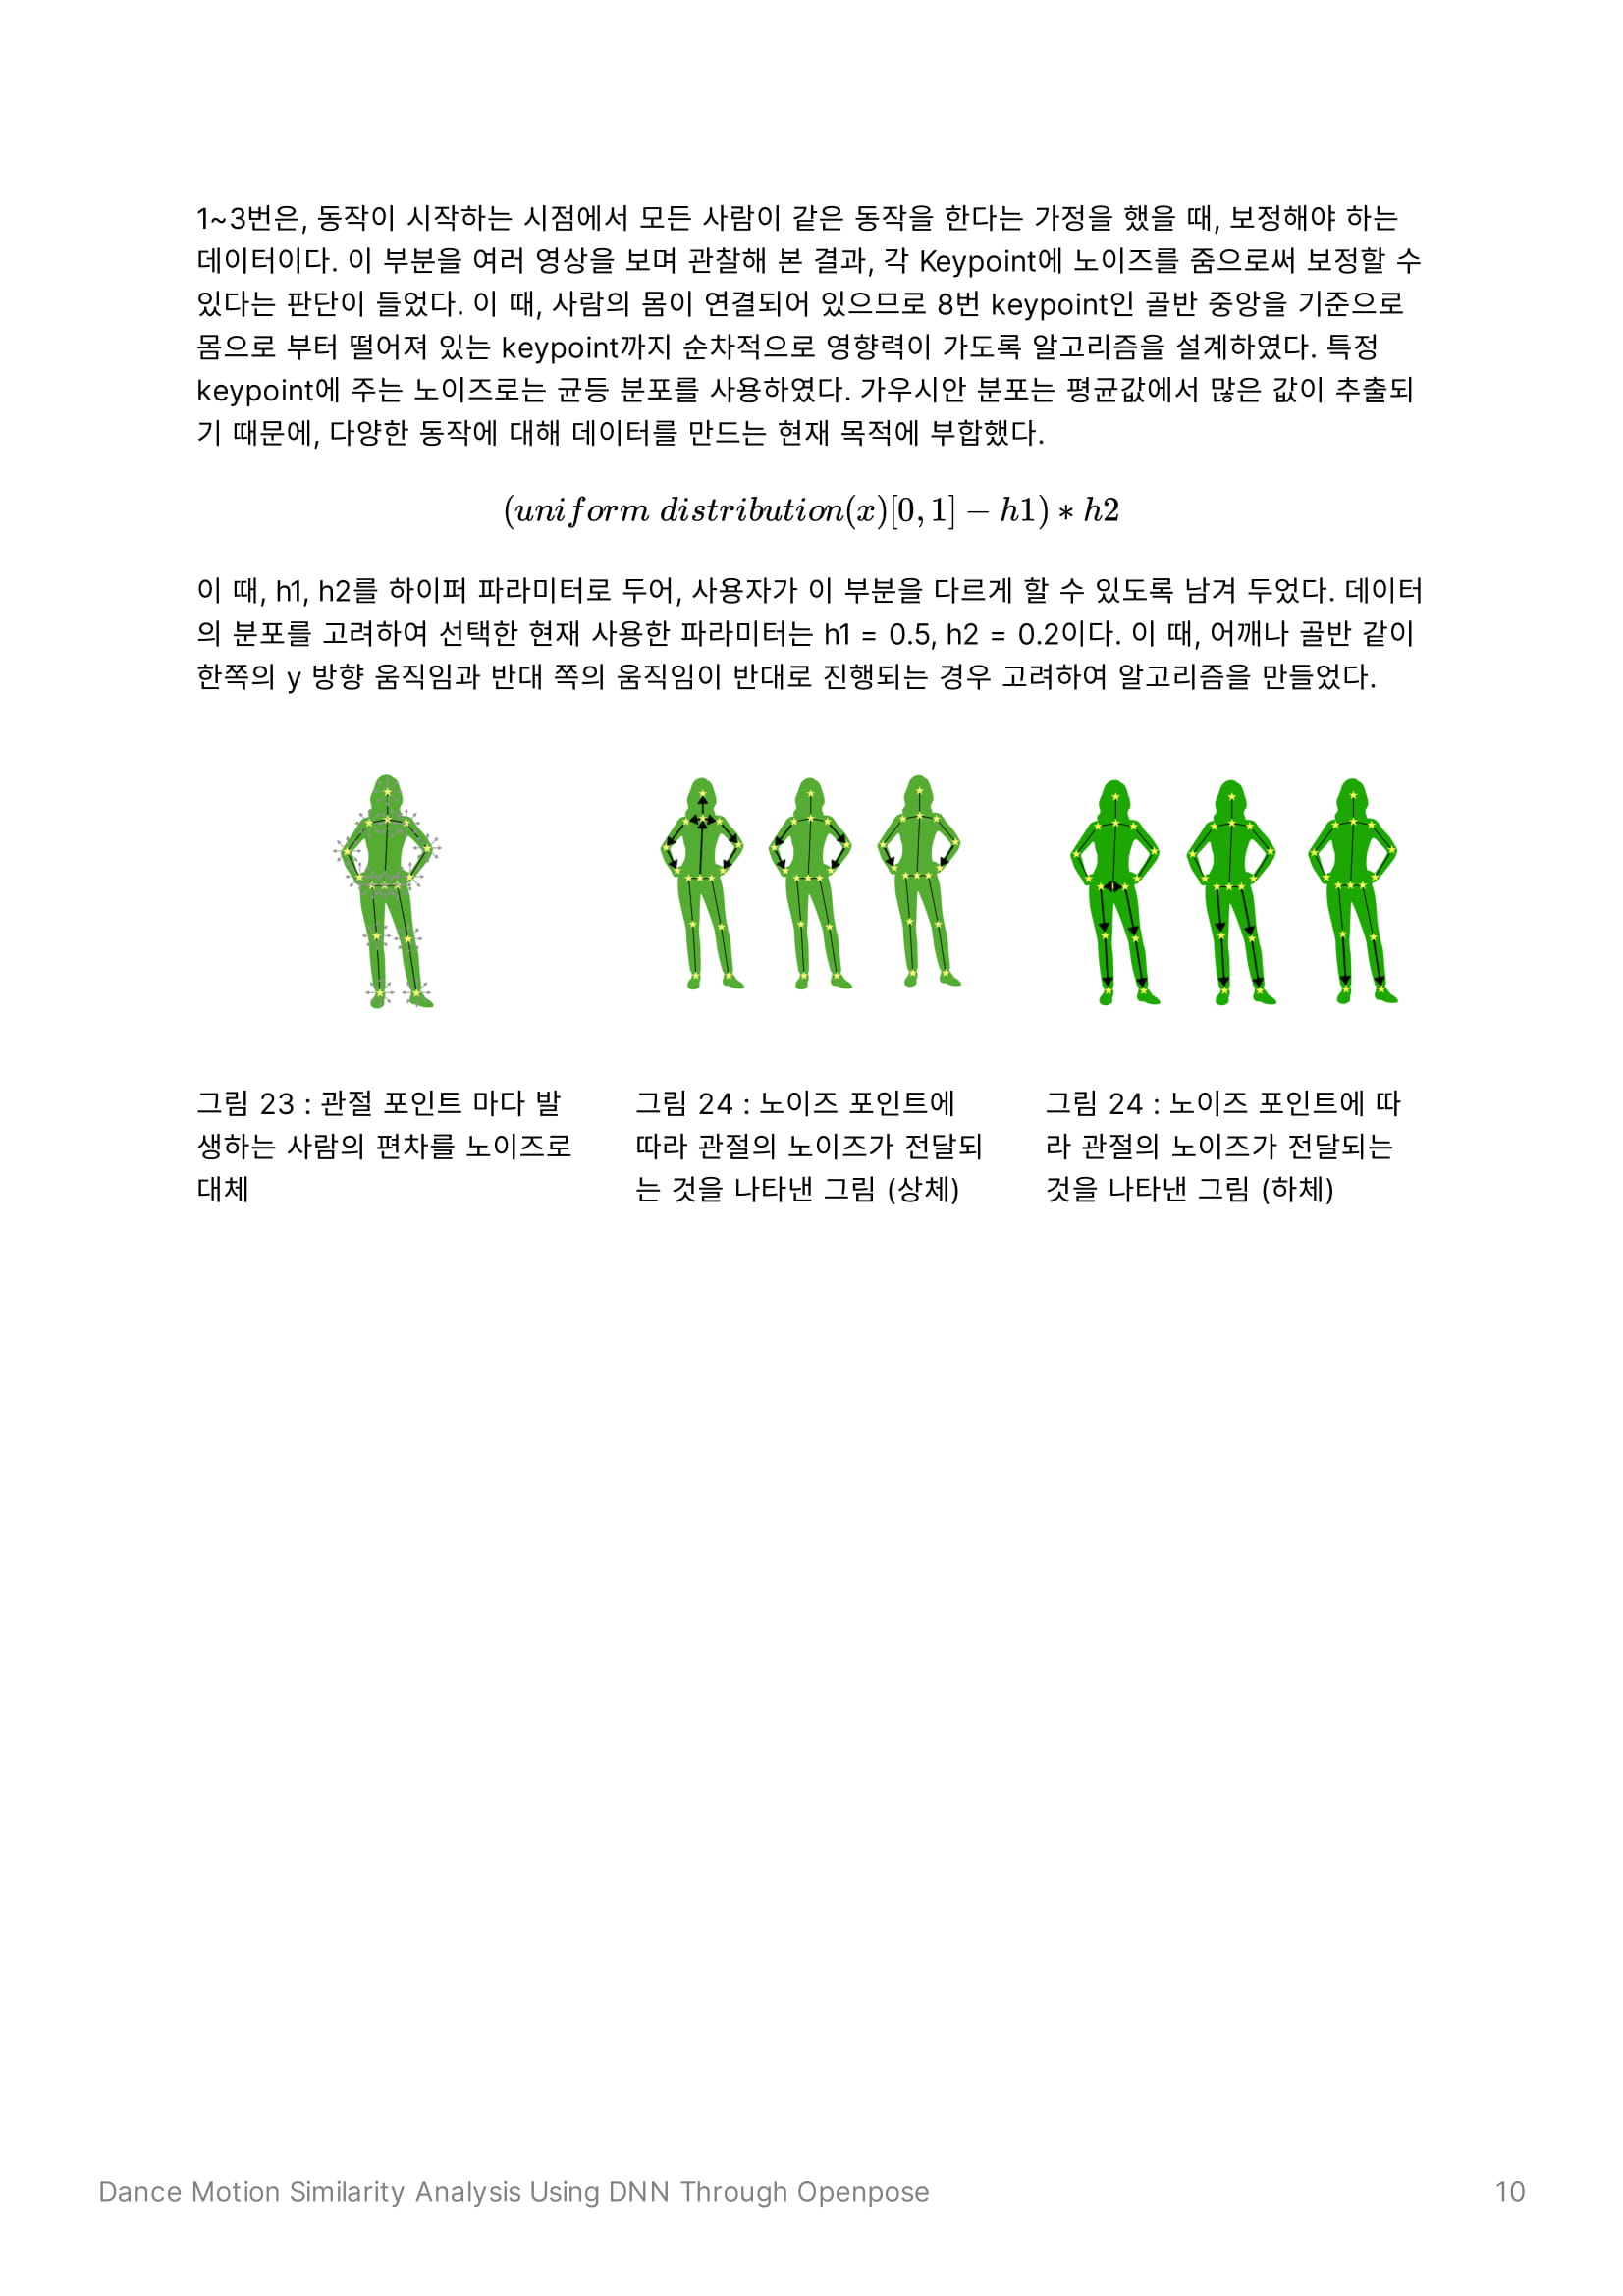 1~3번은, 동작이 시작하는 시점에서 모든 사람이 같은 동작을 한다는 가정을 했을 때, 보정해야 하는
데이터이다. 이 부분을 여러 영상을 보며 관찰해 본 결과, 각 Keypoint에 노이즈를 줌으로써 보정할 수
있다는 판단이 들었다. 이 때, 사람의 몸이 연결되어 있으므로 8번 keypoint인 골반 중앙을 기준으로
몸으로 부터 떨어져 있는 keypoint까지 순차적으로 영향력이 가도록 알고리즘을 설계하였다. 특정
keypoint에 주는 노이즈로는 균등 분포를 사용하였다. 가우시안 분포는 평균값에서 많은 값이 추출되
기 때문에, 다양한 동작에 대해 데이터를 만드는 현재 목적에 부합했다.
(uniform distribution(x)[0, 1] − h1) ∗ h2
이 때, h1, h2를 하이퍼 파라미터로 두어, 사용자가 이 부분을 다르게 할 수 있도록 남겨 두었다. 데이터
의 분포를 고려하여 선택한 현재 사용한 파라미터는 h1 = 0.5, h2 = 0.2이다. 이 때, 어깨나 골반 같이
한쪽의 y 방향 움직임과 반대 쪽의 움직임이 반대로 진행되는 경우 고려하여 알고리즘을 만들었다.
그림 23 : 관절 포인트 마다 발
생하는 사람의 편차를 노이즈로
대체
그림 24 : 노이즈 포인트에
따라 관절의 노이즈가 전달되
는 것을 나타낸 그림 (상체)
그림 24 : 노이즈 포인트에 따
라 관절의 노이즈가 전달되는
것을 나타낸 그림 (하체)
Dance Motion Similarity Analysis Using DNN Through Openpose
10